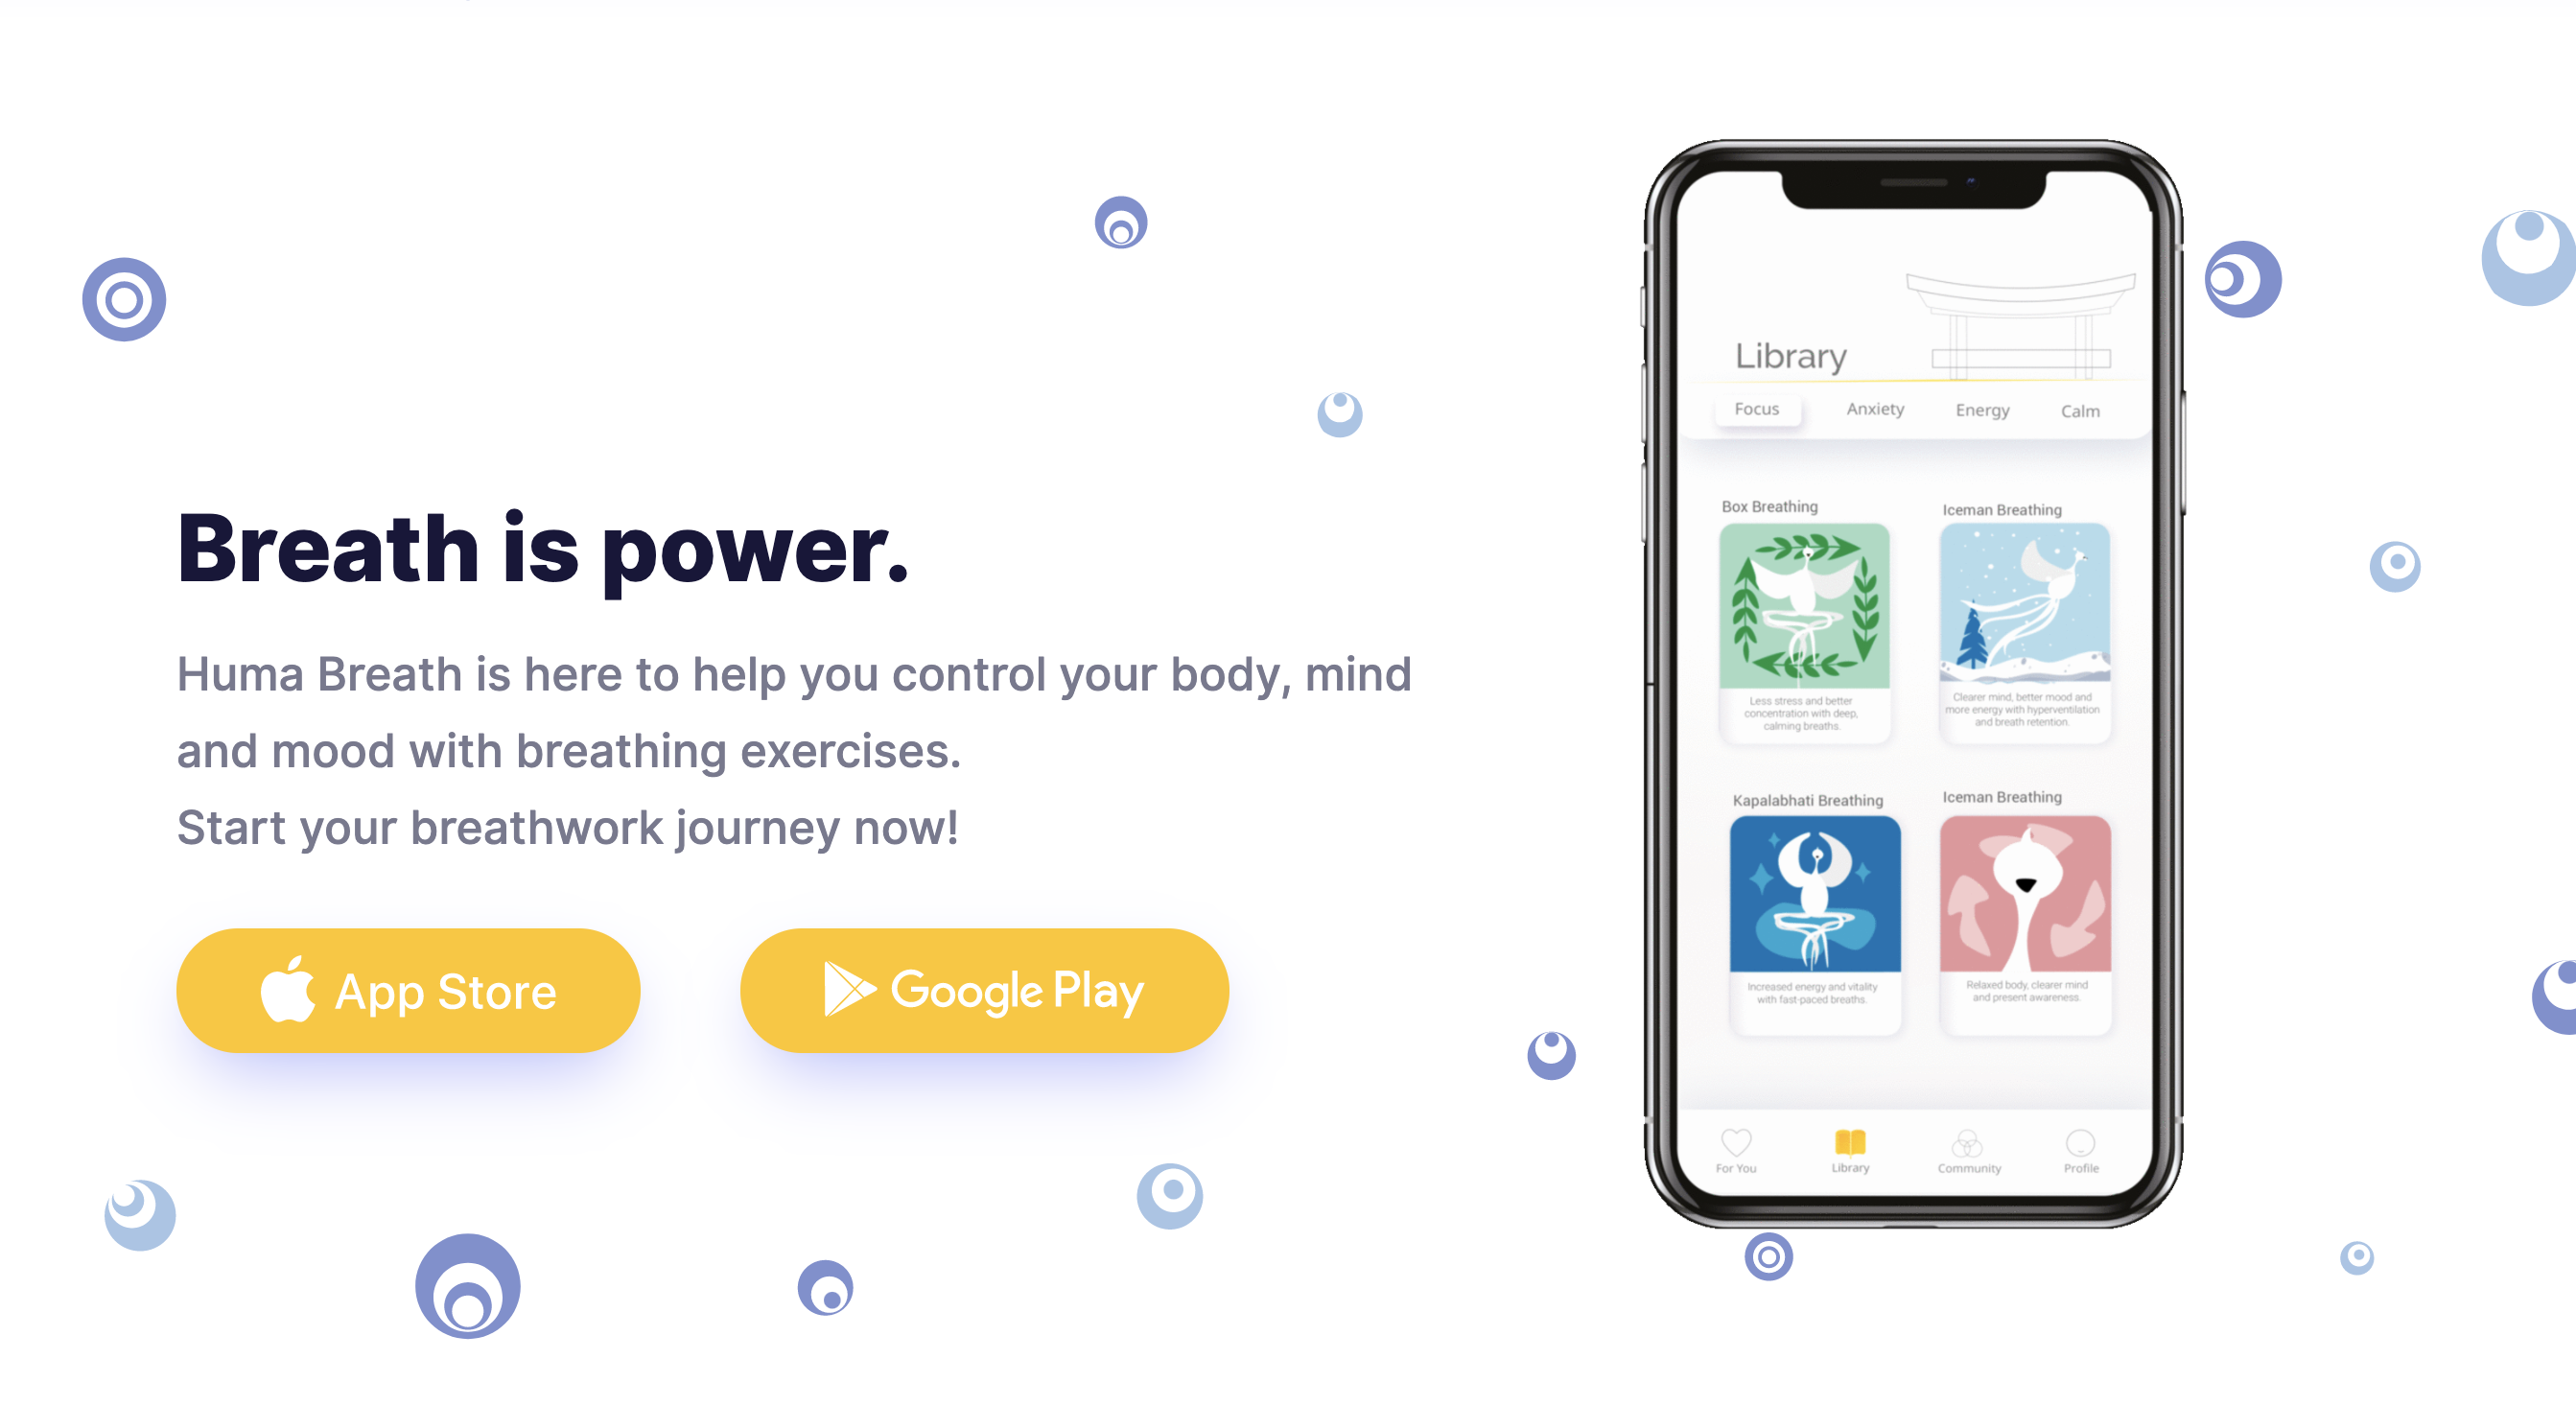 Breath is power.
Huma Breath is here to help you control your body, mind
and mood with breathing exercises.
Start your breathwork journey now!
App Store
Google Play
Library
Focus
Anxiety
Energy
Calm
Box Breathing
Less stress and better
concentration with deep,
calming breaths.
Iceman Breathing
Clearer mind, better mood and
more energy with hyperventilation
and breath retention.
Kapalabhati Breathing
Increased energy and vitality
with fast-paced breaths.
Iceman Breathing
Relaxed body, clearer mind
and present awareness.
For You
Library
Community
Profile